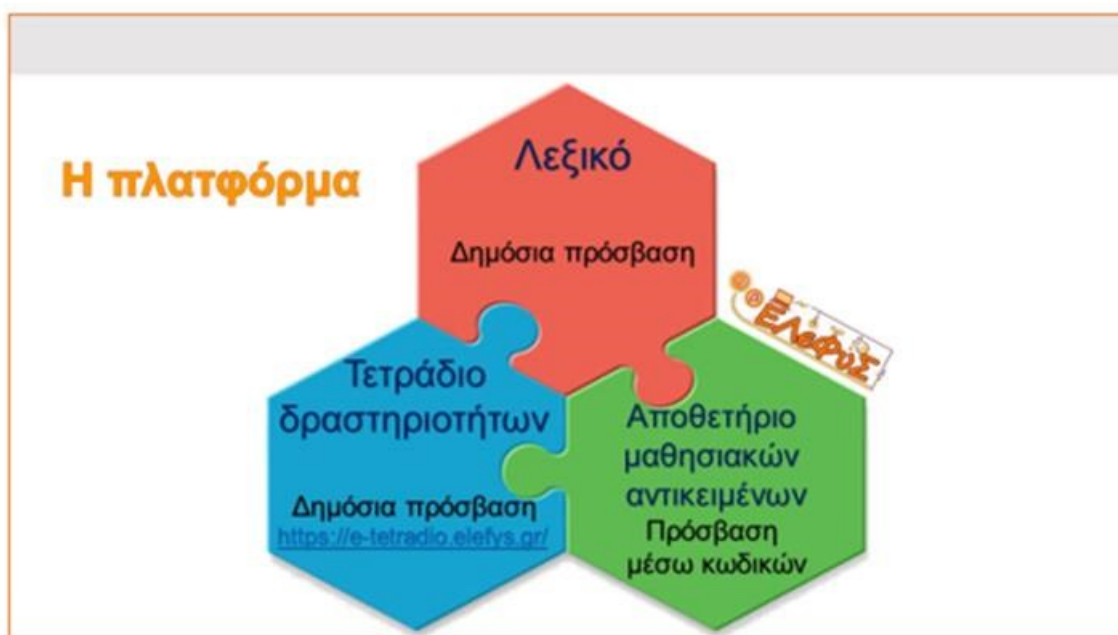 Η πλατφόρμα
Λεξικό
Δημόσια πρόσβαση
Τετράδιο
δραστηριοτήτων
Δημόσια πρόσβαση
https://e-tetradio.elefys.gr/
ΕλεφύΣ
Αποθετήριο
μαθησιακών
αντικειμένων
Πρόσβαση
μέσω κωδικών